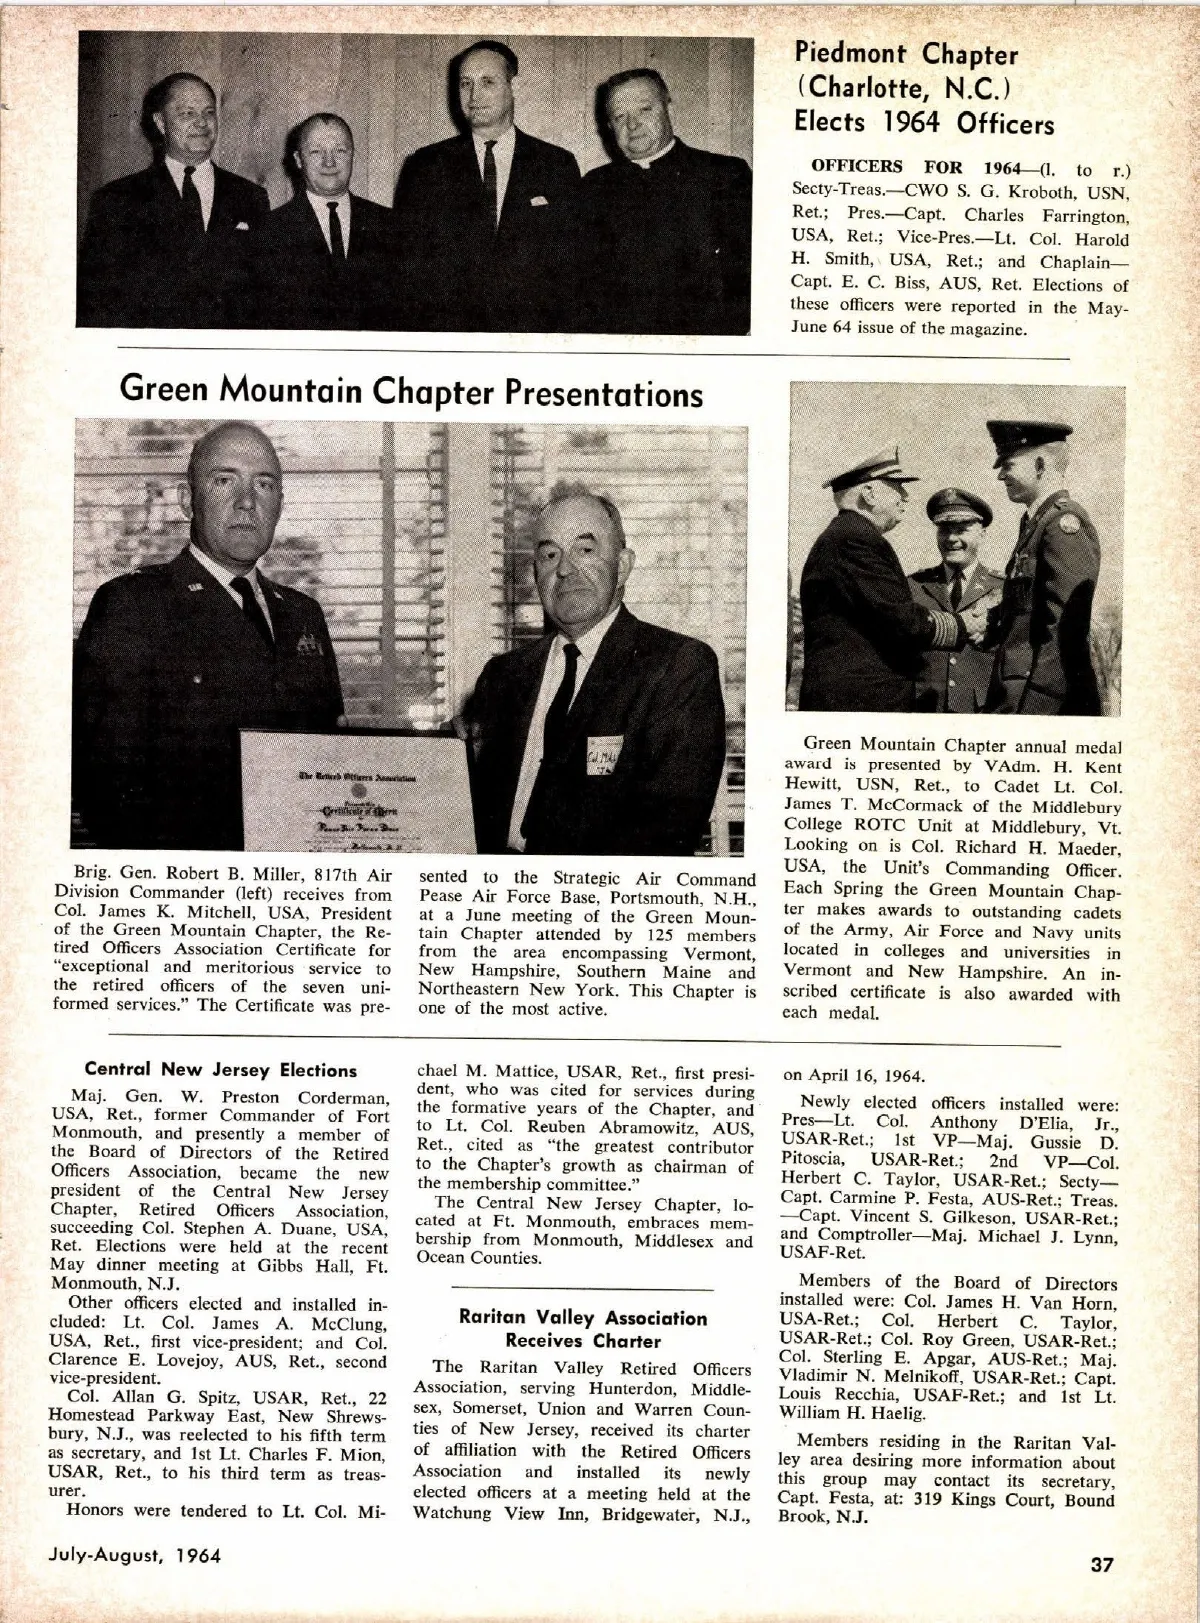 Piedmont Chapter
(Charlotte, N.C.)
Elects 1964 Officers
OFFICERS FOR 1964—(l. to r.)
Secty-Treas.—CWO S. G. Kroboth, USN,
Ret.; Pres.—Capt. Charles Farrington,
USA, Ret.; Vice-Pres.—Lt. Col. Harold
H. Smith, USA, Ret.; and Chaplain—
Capt. E. C. Biss, AUS, Ret. Elections of
these officers were reported in the May-
June 64 issue of the magazine.
Green Mountain Chapter Presentations
The Retired Officers Association
Certificate of Merit
Pease Air Force Base
Brig. Gen. Robert B. Miller, 817th Air
Division Commander (left) receives from
Col. James K. Mitchell, USA, President
of the Green Mountain Chapter, the Re-
tired Officers Association Certificate for
“exceptional and meritorious service to
the retired officers of the seven uni-
formed services.” The Certificate was pre-
sented to the Strategic Air Command
Pease Air Force Base, Portsmouth, N.H.,
at a June meeting of the Green Moun-
tain Chapter attended by 125 members
from the area encompassing Vermont,
New Hampshire, Southern Maine and
Northeastern New York. This Chapter is
one of the most active.
Green Mountain Chapter annual medal
award is presented by VAdm. H. Kent
Hewitt, USN, Ret., to Cadet Lt. Col.
James T. McCormack of the Middlebury
College ROTC Unit at Middlebury, Vt.
Looking on is Col. Richard H. Maeder,
USA, the Unit’s Commanding Officer.
Each Spring the Green Mountain Chap-
ter makes awards to outstanding cadets
of the Army, Air Force and Navy units
located in colleges and universities in
Vermont and New Hampshire. An in-
scribed certificate is also awarded with
each medal.
Central New Jersey Elections
Maj. Gen. W. Preston Corderman,
USA, Ret., former Commander of Fort
Monmouth, and presently a member of
the Board of Directors of the Retired
Officers Association, became the new
president of the Central New Jersey
Chapter, Retired Officers Association,
succeeding Col. Stephen A. Duane, USA,
Ret. Elections were held at the recent
May dinner meeting at Gibbs Hall, Ft.
Monmouth, N.J.
Other officers elected and installed in-
cluded: Lt. Col. James A. McClung,
USA, Ret., first vice-president; and Col.
Clarence E. Lovejoy, AUS, Ret., second
vice-president.
Col. Allan G. Spitz, USAR, Ret., 22
Homestead Parkway East, New Shrews-
bury, N.J., was reelected to his fifth term
as secretary, and 1st Lt. Charles F. Mion,
USAR, Ret., to his third term as treas-
urer.
Honors were tendered to Lt. Col. Mi-
chael M. Mattice, USAR, Ret., first presi-
dent, who was cited for services during
the formative years of the Chapter, and
to Lt. Col. Reuben Abramowitz, AUS,
Ret., cited as “the greatest contributor
to the Chapter’s growth as chairman of
the membership committee.”
The Central New Jersey Chapter, lo-
cated at Ft. Monmouth, embraces mem-
bership from Monmouth, Middlesex and
Ocean Counties.
Raritan Valley Association
Receives Charter
The Raritan Valley Retired Officers
Association, serving Hunterdon, Middle-
sex, Somerset, Union and Warren Coun-
ties of New Jersey, received its charter
of affiliation with the Retired Officers
Association and installed its newly
elected officers at a meeting held at the
Watchung View Inn, Bridgewater, N.J.,
on April 16, 1964.
Newly elected officers installed were:
Pres—Lt. Col. Anthony D’Elia, Jr.,
USAR-Ret.; 1st VP—Maj. Gussie D.
Pitoscia, USAR-Ret.; 2nd VP—Col.
Herbert C. Taylor, USAR-Ret.; Secty—
Capt. Carmine P. Festa, AUS-Ret.; Treas.
—Capt. Vincent S. Gilkeson, USAR-Ret.;
and Comptroller—Maj. Michael J. Lynn,
USAF-Ret.
Members of the Board of Directors
installed were: Col. James H. Van Horn,
USA-Ret.; Col. Herbert C. Taylor,
USAR-Ret.; Col. Roy Green, USAR-Ret.;
Col. Sterling E. Apgar, AUS-Ret.; Maj.
Vladimir N. Melnikoff, USAR-Ret.; Capt.
Louis Recchia, USAF-Ret.; and 1st Lt.
William H. Haelig.
Members residing in the Raritan Val-
ley area desiring more information about
this group may contact its secretary,
Capt. Festa, at: 319 Kings Court, Bound
Brook, N.J.
July-August, 1964
37